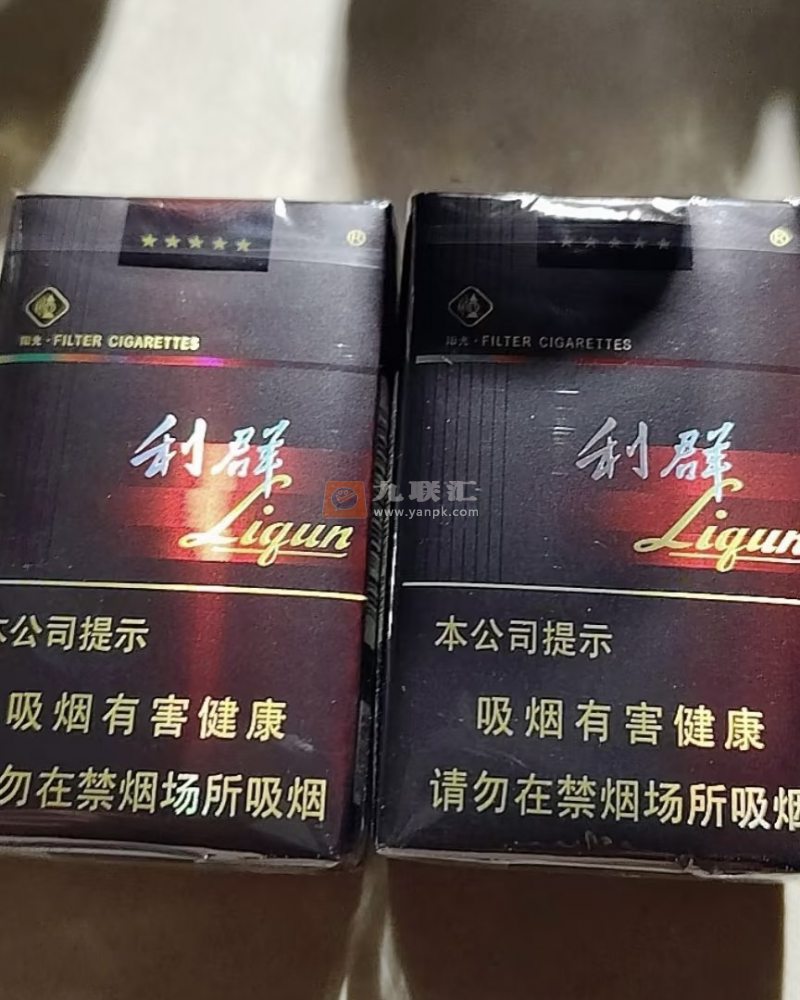 ★★★★★
®
阳光·FILTER CIGARETTES
利群
Liqun
本公司提示
吸烟有害健康
勿在禁烟场所吸烟
★★★★★
®
阳光·FILTER CIGARETTES
利群
Liqun
本公司提示
吸烟有害健康
请勿在禁烟场所吸烟
九联汇
www.yanpk.com